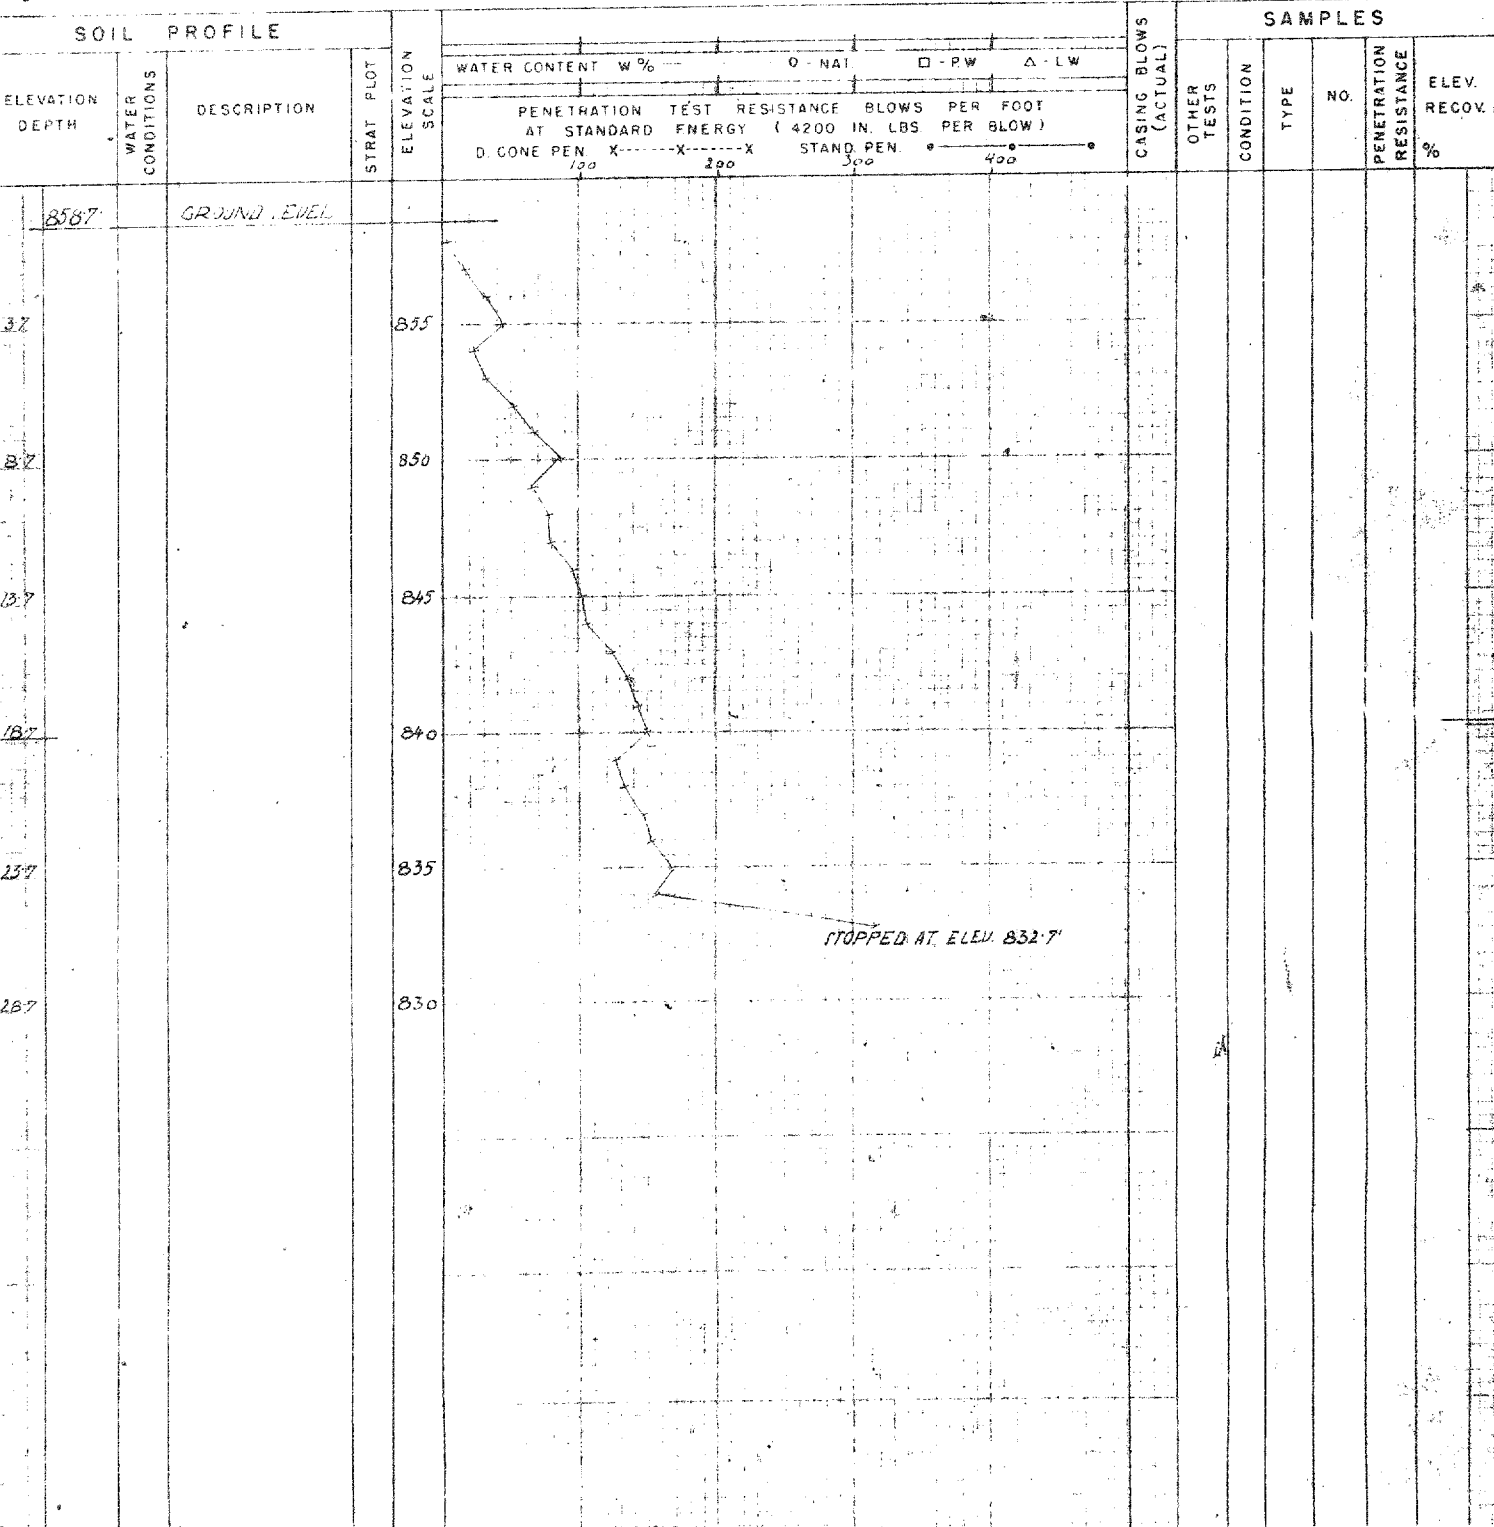 SOIL PROFILE
SAMPLES
ELEVATION
DEPTH
WATER
CONDITIONS
DESCRIPTION
STRAT PLOT
ELEVATION
SCALE
WATER CONTENT W % O - NAT. □ - P.W △ - L W
PENETRATION TEST RESISTANCE BLOWS PER FOOT
AT STANDARD ENERGY ( 4200 IN. LBS. PER BLOW )
D. CONE PEN. X-------X-------X STAND. PEN.
100 200 300 400
CASING BLOWS
(ACTUAL)
OTHER
TESTS
CONDITION
TYPE
NO.
PENETRATION
RESISTANCE
ELEV.
RECOV.
%
858.7' GROUND LEVEL
3.7 855
8.7 850
13.7 845
18.7 840
23.7 835
STOPPED AT ELEV. 832.7'
28.7 830